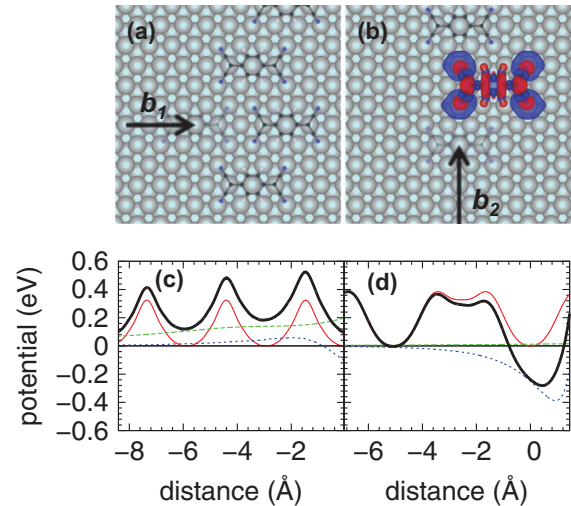 (a)
(b)
b1
b2
(c)
(d)
0.6
0.4
0.2
0
−0.2
−0.4
−0.6
potential (eV)
−8 −6 −4 −2
−6 −4 −2 0
distance (Å)
distance (Å)